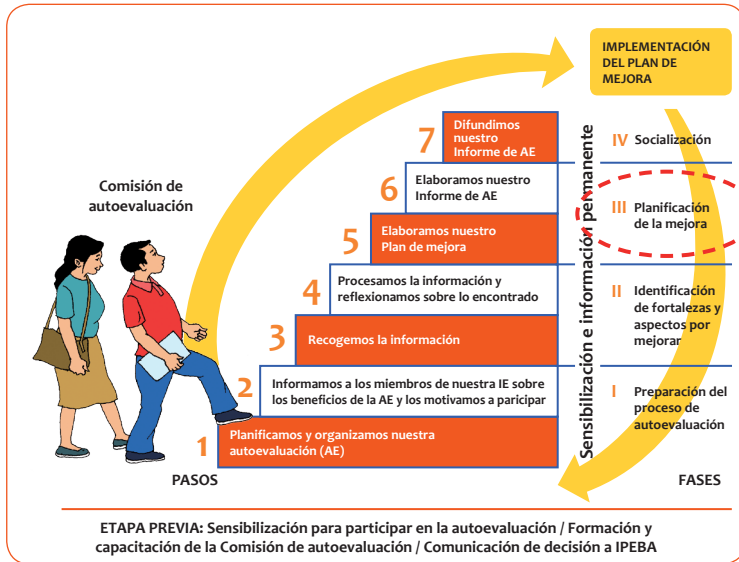 IMPLEMENTACIÓN
DEL PLAN DE
MEJORA
Comisión de
autoevaluación
7
Difundimos
nuestro
Informe de AE
6
Elaboramos nuestro
Informe de AE
5
Elaboramos nuestro
Plan de mejora
4
Procesamos la información y
reflexionamos sobre lo encontrado
3
Recogemos la información
2
Informamos a los miembros de nuestra IE sobre
los beneficios de la AE y los motivamos a paricipar
1
Planificamos y organizamos nuestra
autoevaluación (AE)
PASOS
Sensibilización e información permanente
IV Socialización
III Planificación
de la mejora
II Identificación
de fortalezas y
aspectos por
mejorar
I Preparación del
proceso de
autoevaluación
FASES
ETAPA PREVIA: Sensibilización para participar en la autoevaluación / Formación y
capacitación de la Comisión de autoevaluación / Comunicación de decisión a IPEBA